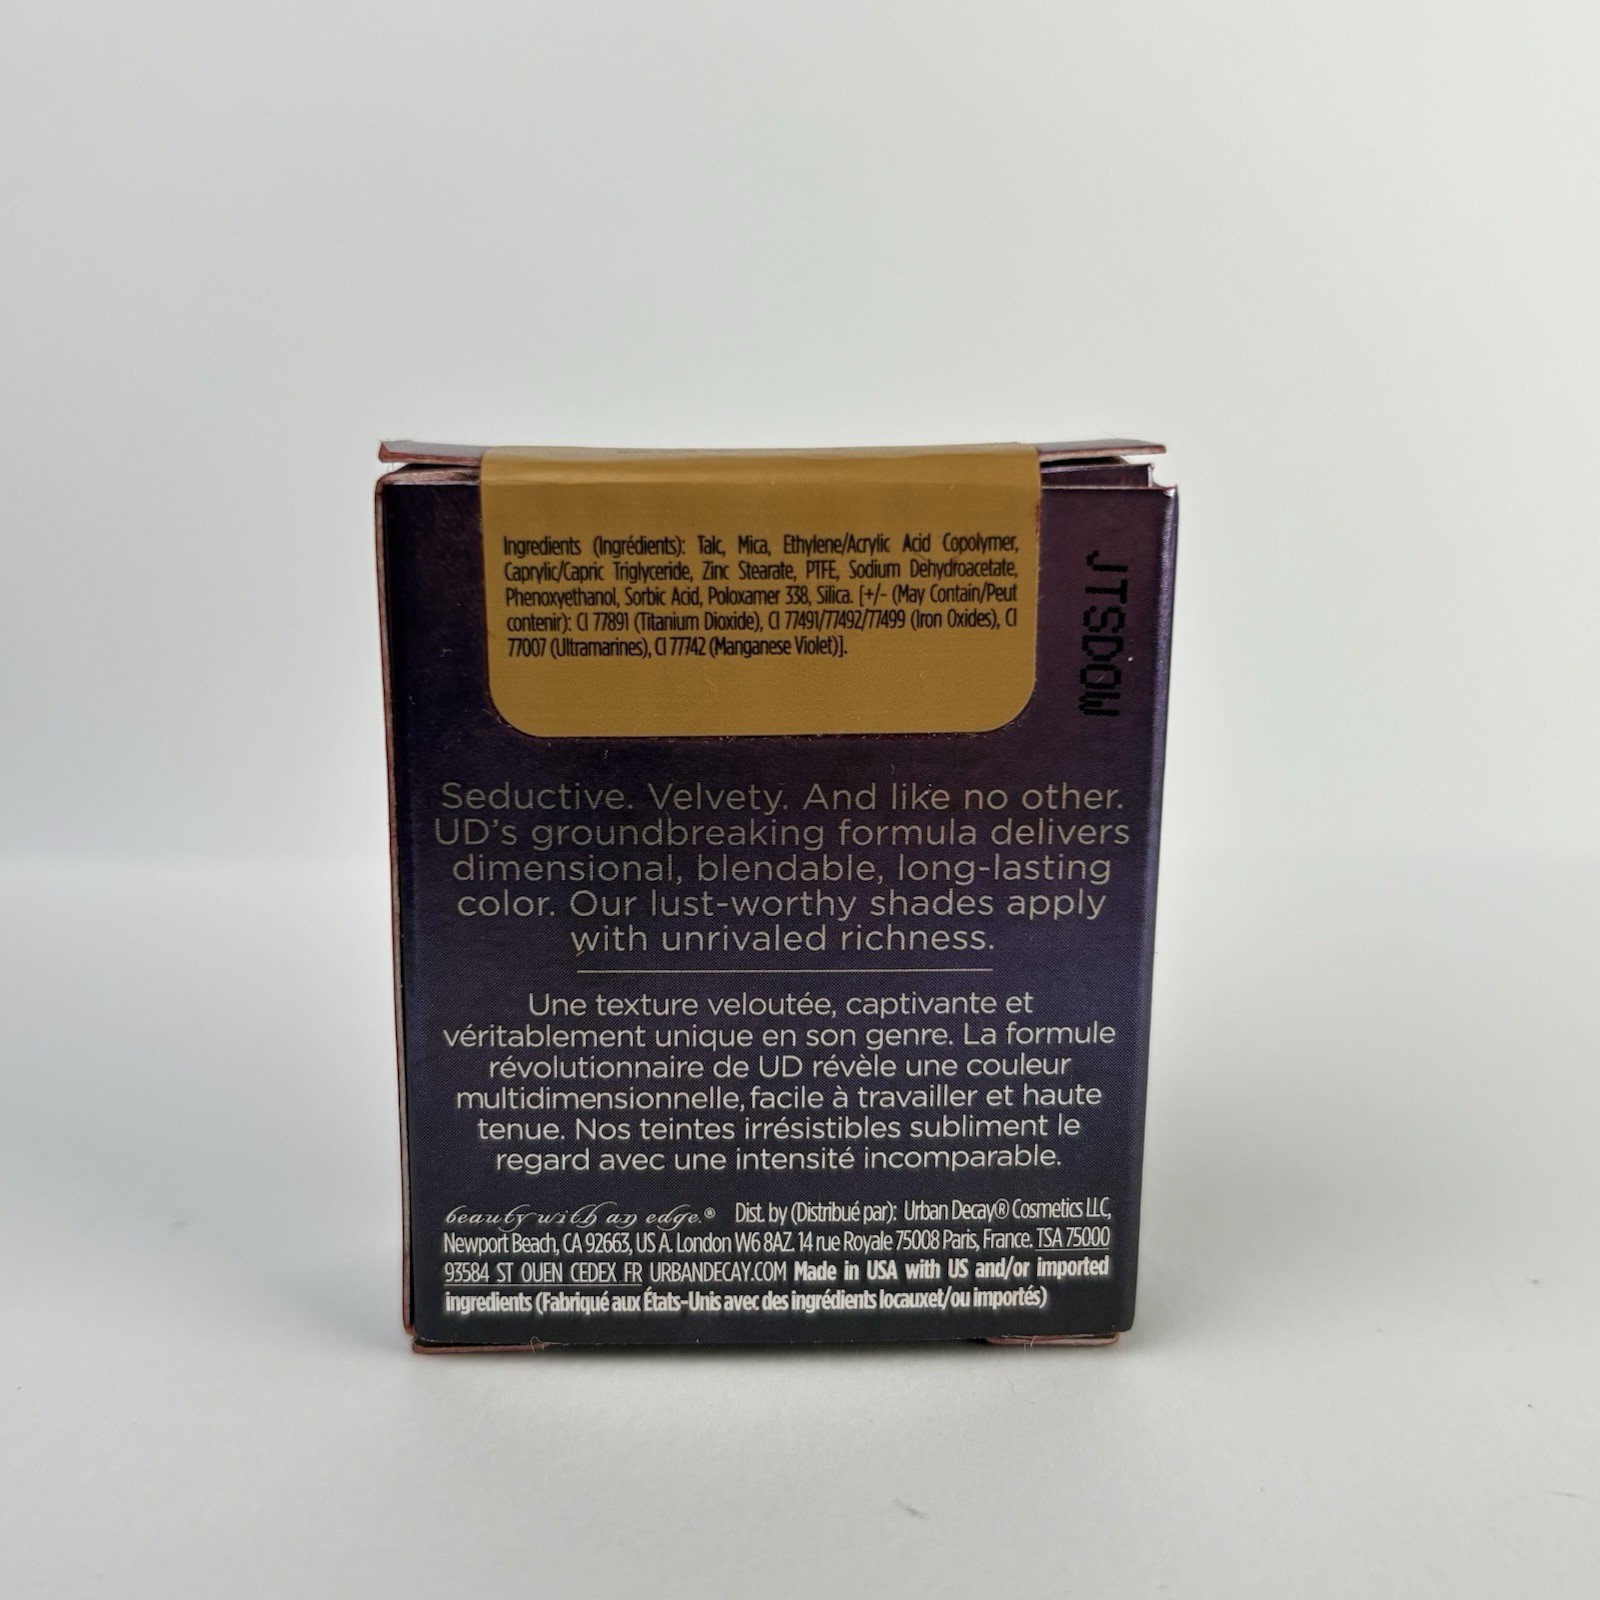 Ingredients (Ingrédients): Talc, Mica, Ethylene/Acrylic Acid Copolymer,
Caprylic/Capric Triglyceride, Zinc Stearate, PTFE, Sodium Dehydroacetate,
Phenoxyethanol, Sorbic Acid, Poloxamer 338, Silica. [+/- (May Contain/Peut
contenir): CI 77891 (Titanium Dioxide), CI 77491/77492/77499 (Iron Oxides), CI
77007 (Ultramarines), CI 77742 (Manganese Violet)].
JTSDOW
Seductive. Velvety. And like no other.
UD's groundbreaking formula delivers
dimensional, blendable, long-lasting
color. Our lust-worthy shades apply
with unrivaled richness.
Une texture veloutée, captivante et
véritablement unique en son genre. La formule
révolutionnaire de UD révèle une couleur
multidimensionnelle, facile à travailler et haute
tenue. Nos teintes irrésistibles subliment le
regard avec une intensité incomparable.
beauty with an edge.® Dist. by (Distribué par): Urban Decay® Cosmetics LLC,
Newport Beach, CA 92663, US A. London W6 8AZ. 14 rue Royale 75008 Paris, France. TSA 75000
93584 ST OUEN CEDEX FR URBANDECAY.COM Made in USA with US and/or imported
ingredients (Fabriqué aux États-Unis avec des ingrédients locauxet/ou importés)